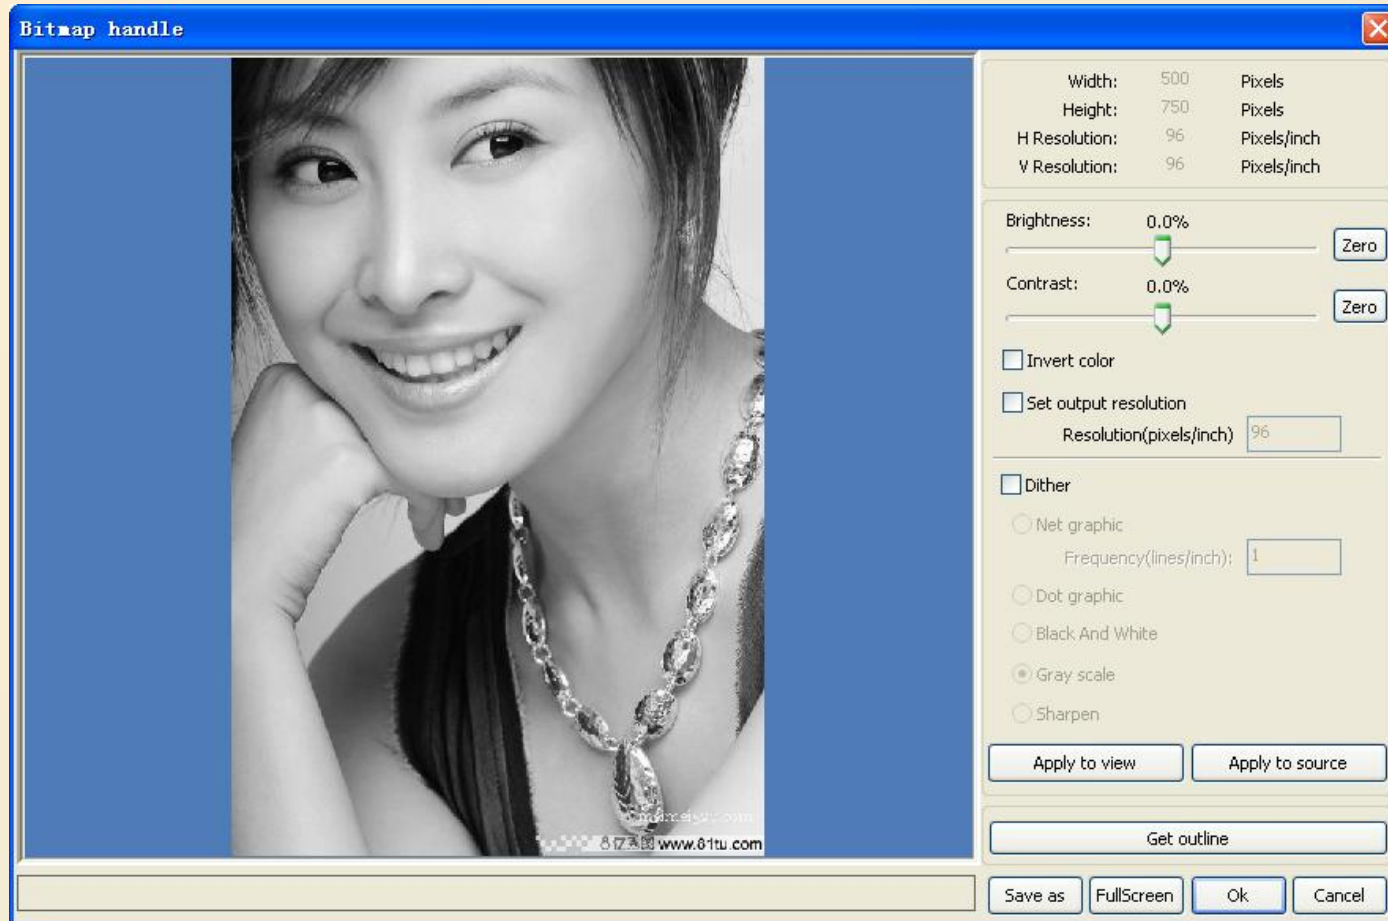 Bitmap handle
Width: 500 Pixels
Height: 750 Pixels
H Resolution: 96 Pixels/inch
V Resolution: 96 Pixels/inch
Brightness: 0.0%
Zero
Contrast: 0.0%
Zero
Invert color
Set output resolution
Resolution(pixels/inch) 96
Dither
Net graphic
Frequency(lines/inch): 1
Dot graphic
Black And White
Gray scale
Sharpen
Apply to view Apply to source
www.81tu.com
Get outline
Save as FullScreen Ok Cancel